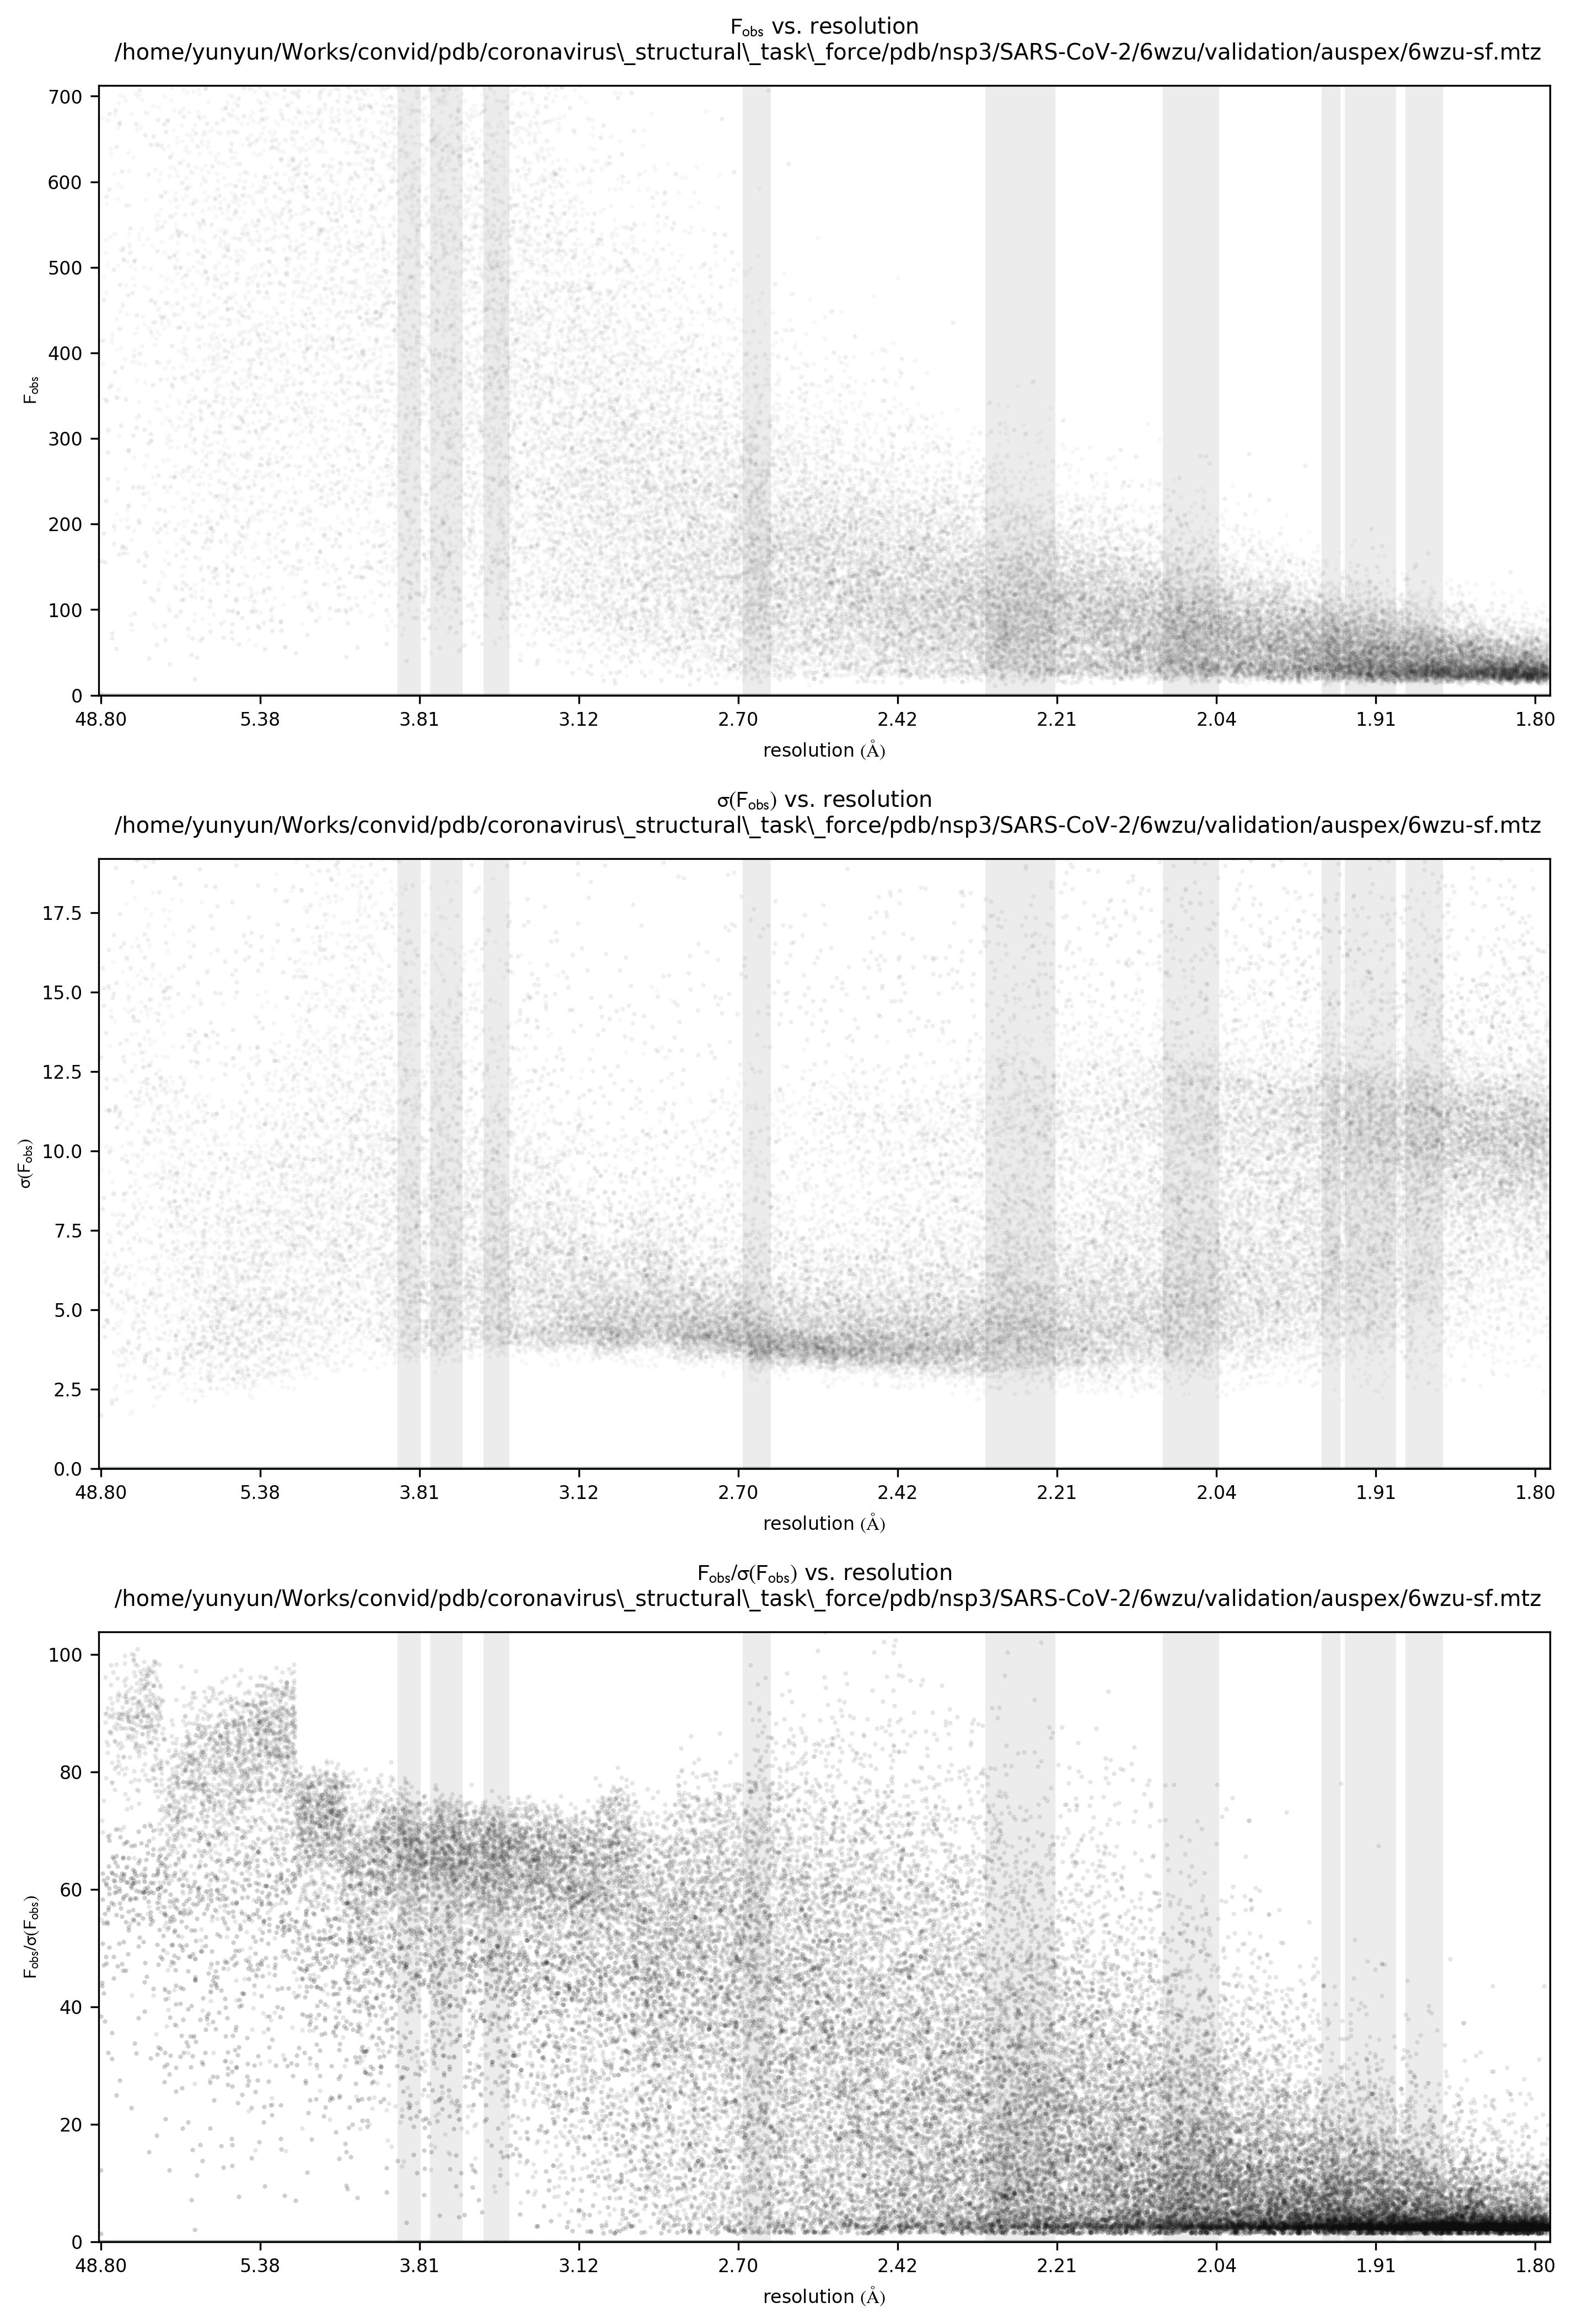 Fobs vs. resolution
/home/yunyun/Works/convid/pdb/coronavirus\_structural\_task\_force/pdb/nsp3/SARS-CoV-2/6wzu/validation/auspex/6wzu-sf.mtz
700
600
500
400
300
200
100
0
Fobs
48.80 5.38 3.81 3.12 2.70 2.42 2.21 2.04 1.91 1.80
resolution (Å)
σ(Fobs) vs. resolution
/home/yunyun/Works/convid/pdb/coronavirus\_structural\_task\_force/pdb/nsp3/SARS-CoV-2/6wzu/validation/auspex/6wzu-sf.mtz
17.5
15.0
12.5
10.0
7.5
5.0
2.5
0.0
σ(Fobs)
48.80 5.38 3.81 3.12 2.70 2.42 2.21 2.04 1.91 1.80
resolution (Å)
Fobs/σ(Fobs) vs. resolution
/home/yunyun/Works/convid/pdb/coronavirus\_structural\_task\_force/pdb/nsp3/SARS-CoV-2/6wzu/validation/auspex/6wzu-sf.mtz
100
80
60
40
20
0
Fobs/σ(Fobs)
48.80 5.38 3.81 3.12 2.70 2.42 2.21 2.04 1.91 1.80
resolution (Å)